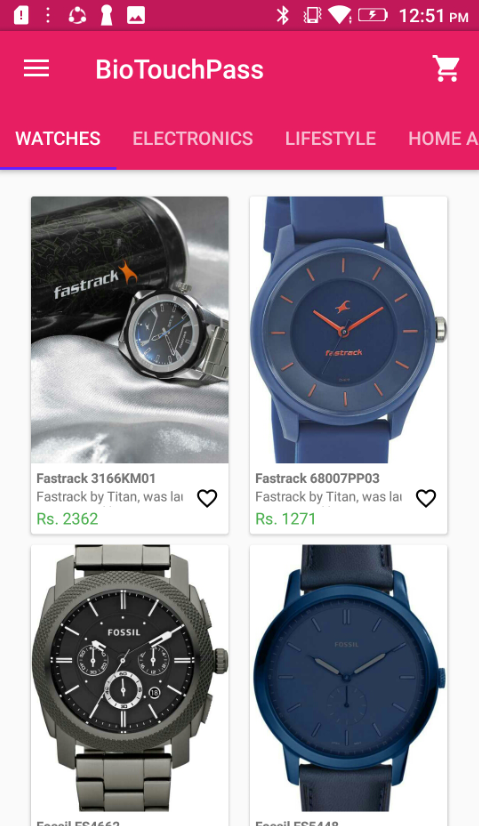 12:51 PM
BioTouchPass
WATCHES ELECTRONICS LIFESTYLE HOME A
fastrack
fastrack
Fastrack 3166KM01
Fastrack by Titan, was lau
Rs. 2362
Fastrack 68007PP03
Fastrack by Titan, was lau
Rs. 1271
FOSSIL
13
FOSSIL
Fossil FS4662
Fossil FS5448